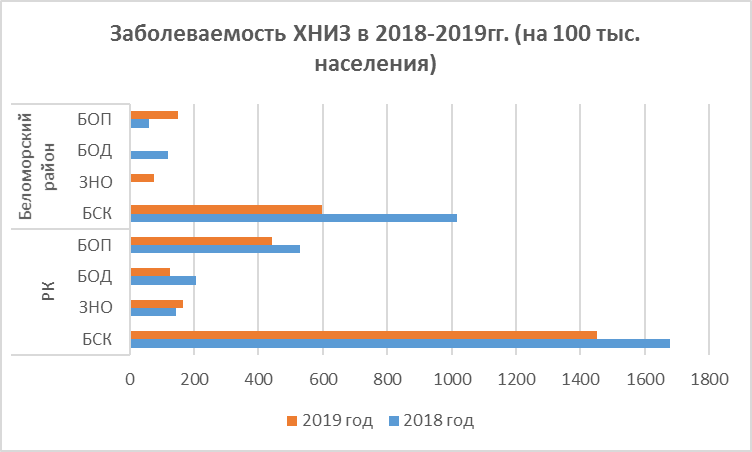 Заболеваемость ХНИЗ в 2018-2019гг. (на 100 тыс.
населения)
Беломорский
район
БОП
БОД
ЗНО
БСК
РК
БОП
БОД
ЗНО
БСК
0 200 400 600 800 1000 1200 1400 1600 1800
2019 год 2018 год